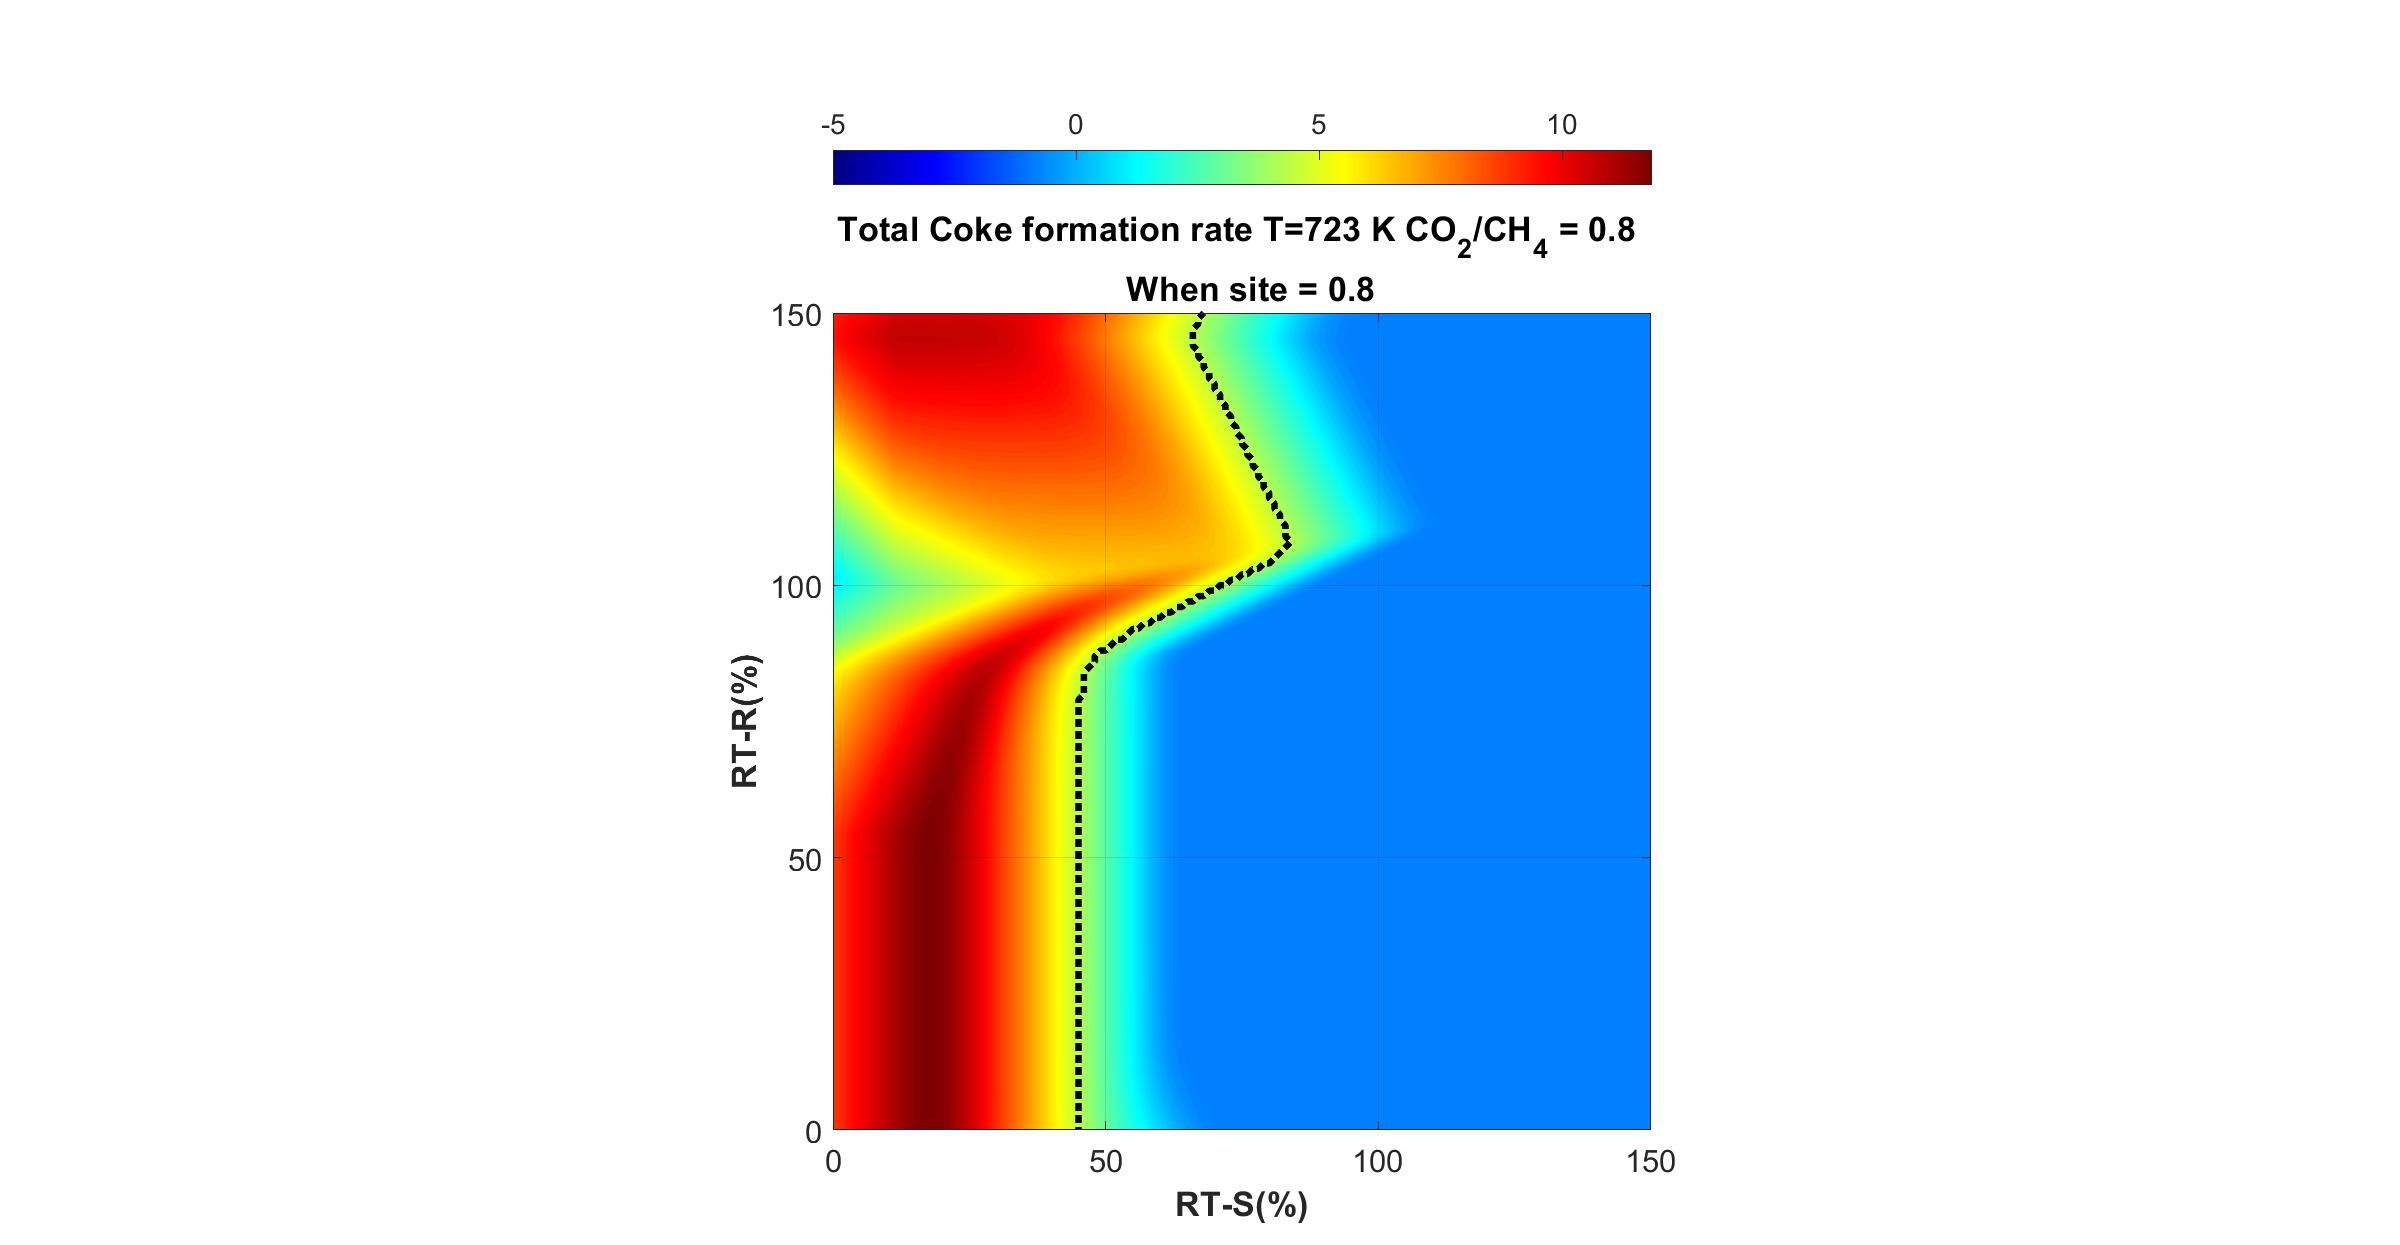 -5 0 5 10
Total Coke formation rate T=723 K CO2/CH4 = 0.8
When site = 0.8
150
100
50
0
RT-R(%)
0 50 100 150
RT-S(%)